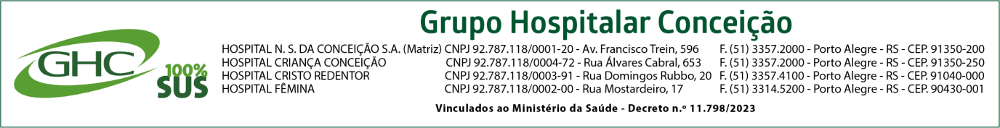 Grupo Hospitalar Conceição
GHC
100%
SUS
HOSPITAL N. S. DA CONCEIÇÃO S.A. (Matriz) CNPJ 92.787.118/0001-20 - Av. Francisco Trein, 596 F. (51) 3357.2000 - Porto Alegre - RS - CEP. 91350-200
HOSPITAL CRIANÇA CONCEIÇÃO CNPJ 92.787.118/0004-72 - Rua Álvares Cabral, 653 F. (51) 3357.2000 - Porto Alegre - RS - CEP. 91350-250
HOSPITAL CRISTO REDENTOR CNPJ 92.787.118/0003-91 - Rua Domingos Rubbo, 20 F. (51) 3357.4100 - Porto Alegre - RS - CEP. 91040-000
HOSPITAL FÊMINA CNPJ 92.787.118/0002-00 - Rua Mostardeiro, 17 F. (51) 3314.5200 - Porto Alegre - RS - CEP. 90430-001
Vinculados ao Ministério da Saúde - Decreto n.º 11.798/2023